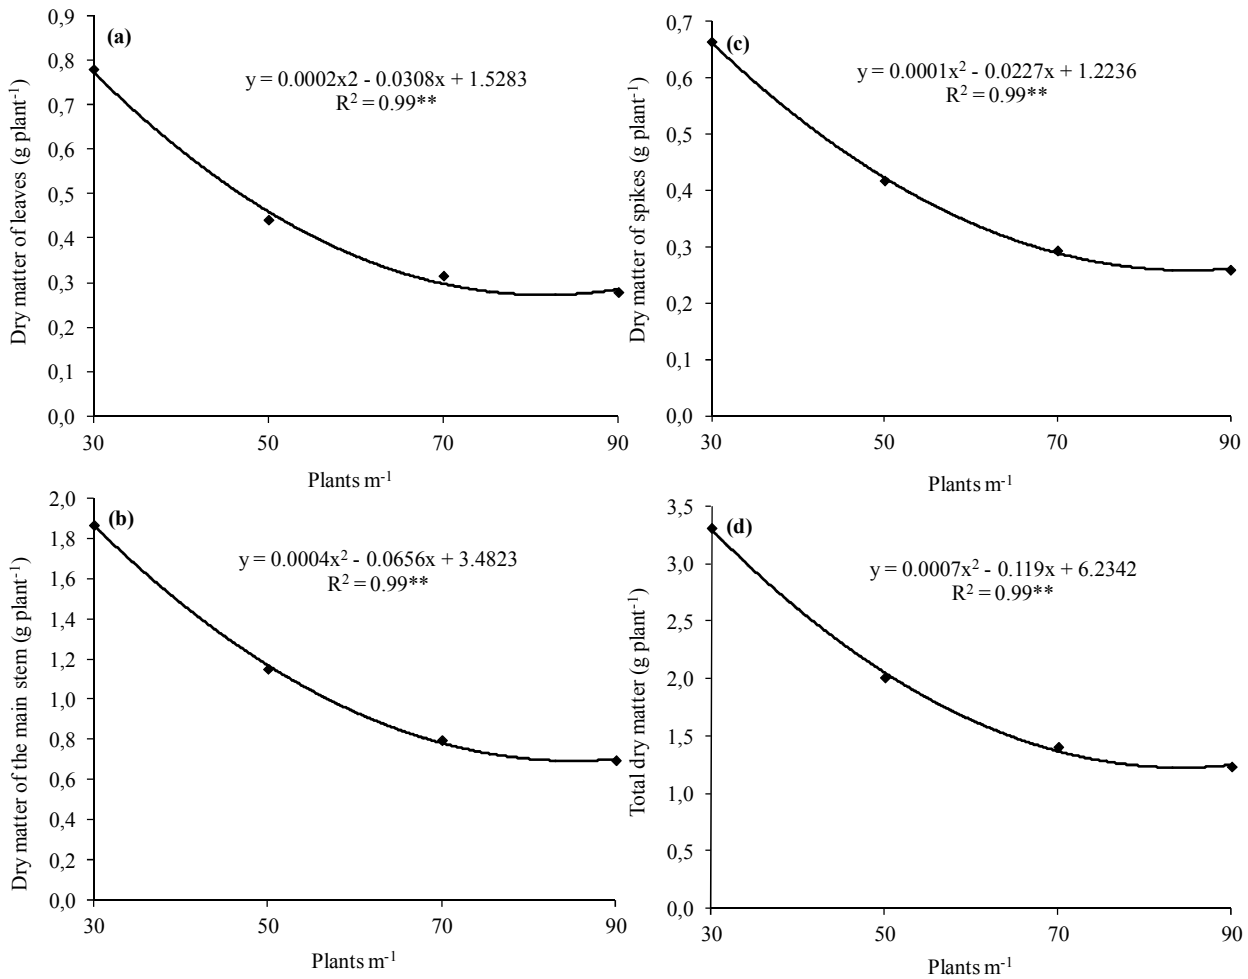 (a)
y = 0.0002x2 - 0.0308x + 1.5283
R² = 0.99**
Dry matter of leaves (g plant⁻¹)
0,9
0,8
0,7
0,6
0,5
0,4
0,3
0,2
0,1
0,0
30
50
70
90
Plants m⁻¹
(c)
y = 0.0001x² - 0.0227x + 1.2236
R² = 0.99**
Dry matter of spikes (g plant⁻¹)
0,7
0,6
0,5
0,4
0,3
0,2
0,1
0,0
30
50
70
90
Plants m⁻¹
(b)
y = 0.0004x² - 0.0656x + 3.4823
R² = 0.99**
Dry matter of the main stem (g plant⁻¹)
2,0
1,8
1,6
1,4
1,2
1,0
0,8
0,6
0,4
0,2
0,0
30
50
70
90
Plants m⁻¹
(d)
y = 0.0007x² - 0.119x + 6.2342
R² = 0.99**
Total dry matter (g plant⁻¹)
3,5
3,0
2,5
2,0
1,5
1,0
0,5
0,0
30
50
70
90
Plants m⁻¹